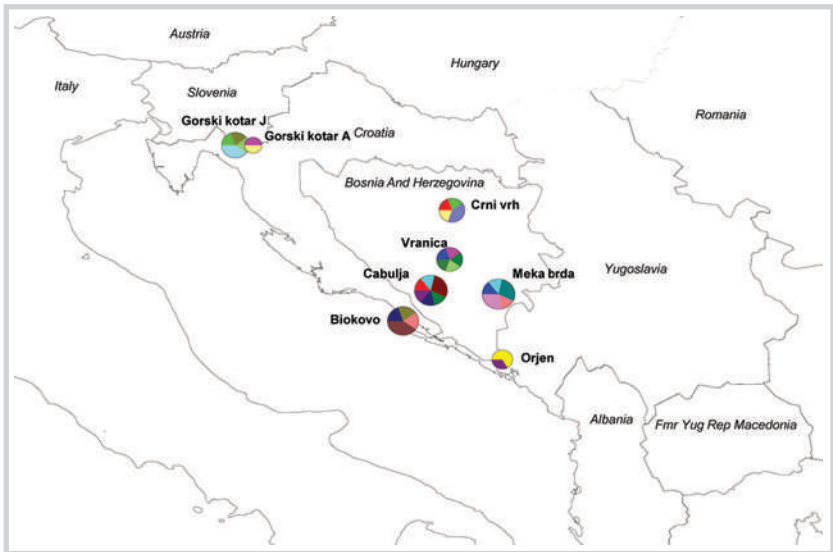 Austria
Hungary
Italy
Slovenia
Romania
Gorski kotar J
Gorski kotar A
Croatia
Bosnia And Herzegovina
Crni vrh
Vranica
Cabulja
Meka brda
Yugoslavia
Biokovo
Orjen
Albania
Fmr Yug Rep Macedonia